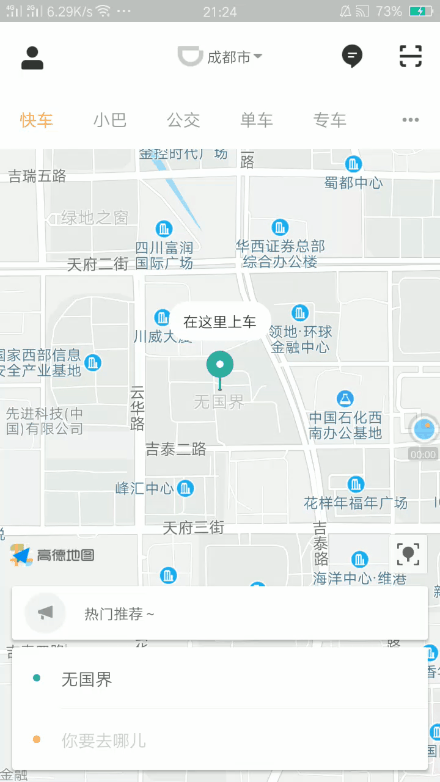 4G 2G 6.29K/s 21:24 73%
成都市
快车 小巴 公交 单车 专车
金控时代广场
吉瑞五路
蜀都中心
绿地之窗
四川富润
国际广场
华西证券总部
综合办公楼
天府二街
在这里上车
川威大厦
领地·环球
金融中心
国家西部信息
安全产业基地
云华路
无国界
中国石化西
南办公基地
先进科技(中
国)有限公司
00:00
吉泰二路
峰汇中心
花样年福年广场
天府三街
吉泰路
高德地图
海洋中心·维港
热门推荐~
无国界
你要去哪儿
金融